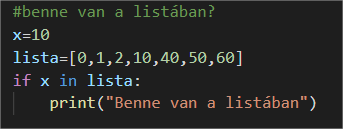 #benne van a listában?
x=10
lista=[0,1,2,10,40,50,60]
if x in lista:
    print("Benne van a listában")